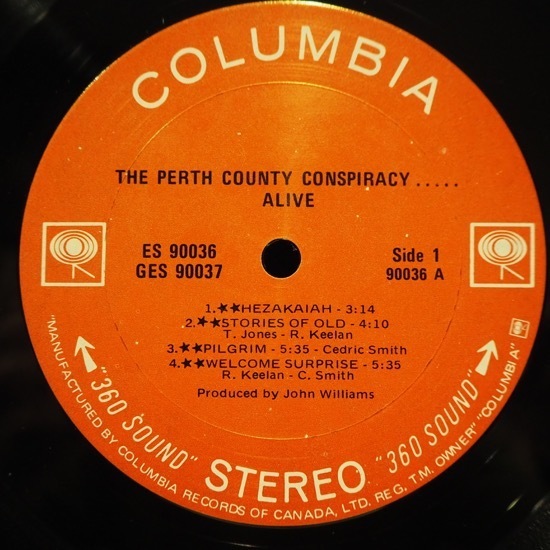 COLUMBIA
THE PERTH COUNTY CONSPIRACY.....
ALIVE
ES 90036
GES 90037
Side 1
90036 A
1.★★HEZAKAIAH - 3:14
2.★★STORIES OF OLD - 4:10
T. Jones - R. Keelan
3.★★PILGRIM - 5:35 - Cedric Smith
4.★★WELCOME SURPRISE - 5:35
R. Keelan - C. Smith
Produced by John Williams
"360 SOUND" STEREO "360 SOUND"
"MANUFACTURED BY COLUMBIA RECORDS OF CANADA, LTD. REG. T.M. OWNER" "COLUMBIA"